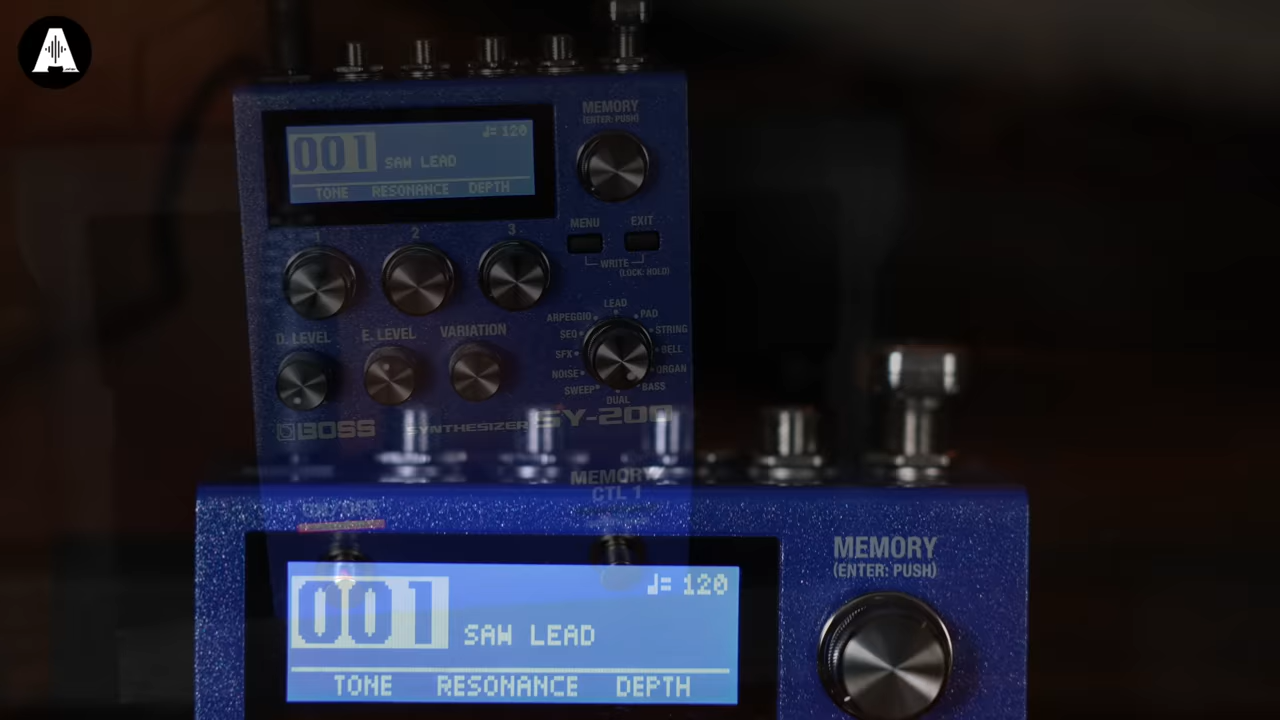 A
MEMORY
(ENTER: PUSH)
001 SAW LEAD ♩= 120
TONE RESONANCE DEPTH
MENU EXIT
WRITE
(LOCK: HOLD)
1 2 3
D. LEVEL E. LEVEL VARIATION
LEAD
ARPEGGIO PAD
SEQ STRING
SFX BELL
NOISE ORGAN
SWEEP BASS
DUAL
BOSS SYNTHESIZER SY-200
MEMORY
CTL 1
MEMORY
(ENTER: PUSH)
001 SAW LEAD ♩= 120
TONE RESONANCE DEPTH